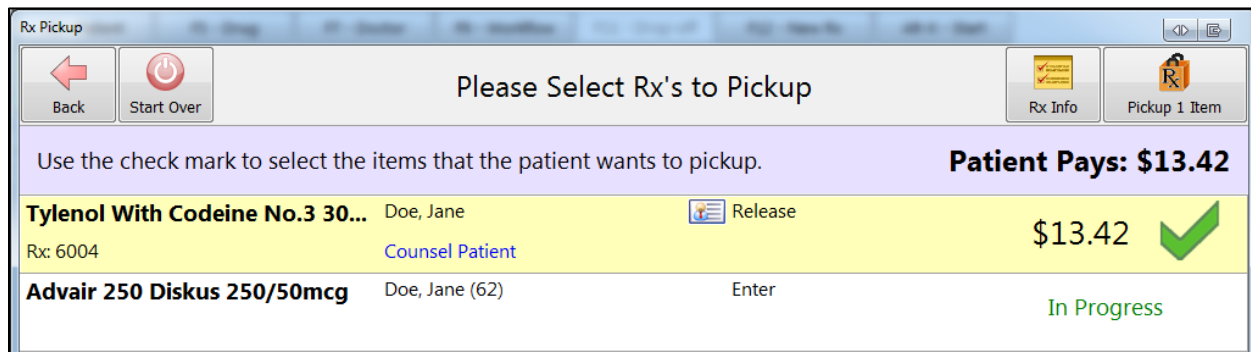 Rx Pickup
Back
Start Over
Please Select Rx's to Pickup
Rx Info
Pickup 1 Item
Use the check mark to select the items that the patient wants to pickup.
Patient Pays: $13.42
Tylenol With Codeine No.3 30... Doe, Jane Release
$13.42
Rx: 6004 Counsel Patient
Advair 250 Diskus 250/50mcg Doe, Jane (62) Enter
In Progress